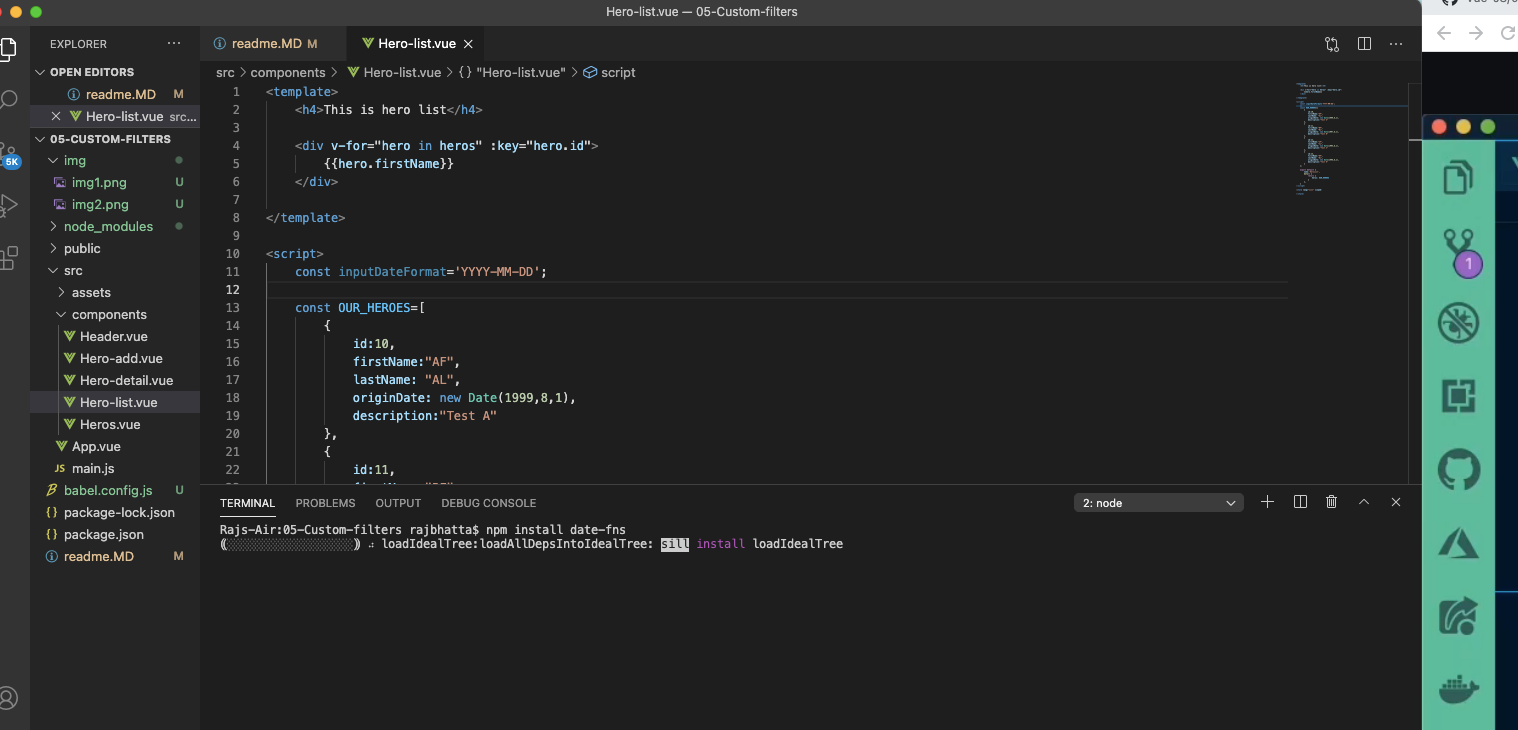 Hero-list.vue — 05-Custom-filters
EXPLORER
OPEN EDITORS
readme.MD M
Hero-list.vue src...
05-CUSTOM-FILTERS
img
img1.png U
img2.png U
node_modules
public
src
assets
components
Header.vue
Hero-add.vue
Hero-detail.vue
Hero-list.vue
Heros.vue
App.vue
JS main.js
babel.config.js U
{} package-lock.json
{} package.json
readme.MD M
5K
readme.MD M
Hero-list.vue
src > components > Hero-list.vue > {} "Hero-list.vue" > script
1 <template>
2 <h4>This is hero list</h4>
3
4 <div v-for="hero in heros" :key="hero.id">
5 {{hero.firstName}}
6 </div>
7
8 </template>
9
10 <script>
11 const inputDateFormat='YYYY-MM-DD';
12
13 const OUR_HEROES=[
14 {
15 id:10,
16 firstName:"AF",
17 lastName: "AL",
18 originDate: new Date(1999,8,1),
19 description:"Test A"
20 },
21 {
22 id:11,
TERMINAL PROBLEMS OUTPUT DEBUG CONSOLE
2: node
Rajs-Air:05-Custom-filters rajbhatta$ npm install date-fns
loadIdealTree:loadAllDepsIntoIdealTree: sill install loadIdealTree
1